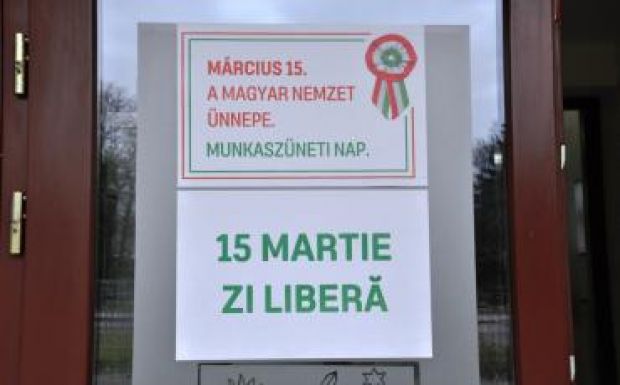 MÁRCIUS 15.
A MAGYAR NEMZET
ÜNNEPE.
MUNKASZÜNETI NAP.
15 MARTIE
ZI LIBERĂ